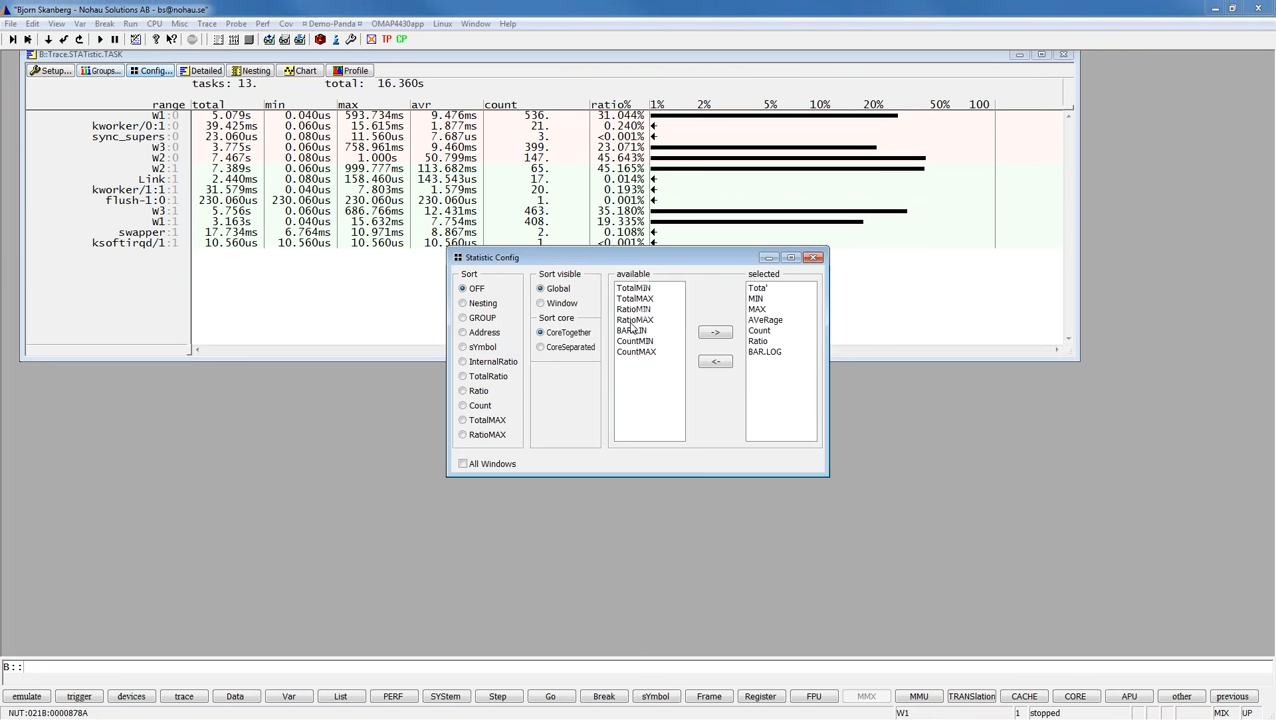 "Bjorn Skanberg - Nohau Solutions AB - bs@nohau.se"
File Edit View Var Break Run CPU Misc Trace Probe Perf Cov ¤ Demo-Panda ¤ OMAP4430app Linux Window Help
TP CP
B::Trace.STATistic.TASK
Setup... Groups... Config... Detailed Nesting Chart Profile
tasks: 13. total: 16.360s
range total min max avr count ratio% 1% 2% 5% 10% 20% 50% 100
W1:0 5.079s 0.040us 593.734ms 9.476ms 536. 31.044%
kworker/0:1:0 39.425ms 0.060us 15.615ms 1.877ms 21. 0.240%
sync_supers:0 23.060us 0.080us 11.560us 7.687us 3. <0.001%
W3:0 3.775s 0.060us 758.961ms 9.460ms 399. 23.071%
W2:0 7.467s 0.080us 1.000s 50.799ms 147. 45.643%
W2:1 7.389s 0.060us 999.777ms 113.682ms 65. 45.165%
Link:1 2.440ms 0.080us 158.460us 143.543us 17. 0.014%
kworker/1:1:1 31.579ms 0.040us 7.803ms 1.579ms 20. 0.193%
flush-1:0:1 230.060us 230.060us 230.060us 230.060us 1. 0.001%
W3:1 5.756s 0.060us 686.766ms 12.431ms 463. 35.180%
W1:1 3.163s 0.040us 15.632ms 7.754ms 408. 19.335%
swapper:1 17.734ms 6.764ms 10.971ms 8.867ms 2. 0.108%
ksoftirqd/1:1 10.560us 10.560us 10.560us 10.560us 1. <0.001%
Statistic Config
Sort
OFF
Nesting
GROUP
Address
sYmbol
InternalRatio
TotalRatio
Ratio
Count
TotalMAX
RatioMAX
All Windows
Sort visible
Global
Window
Sort core
CoreTogether
CoreSeparated
available
TotalMIN
TotalMAX
RatioMIN
RatioMAX
CountMIN
CountMAX
->
<-
selected
MIN
MAX
AVeRage
Count
Ratio
BAR.LOG
B::
emulate trigger devices trace Data Var List PERF SYStem Step Go Break sYmbol Frame Register FPU MMX MMU TRANSlation CACHE CORE APU other previous
NUT:021B:0000878A W1 1 stopped MIX UP